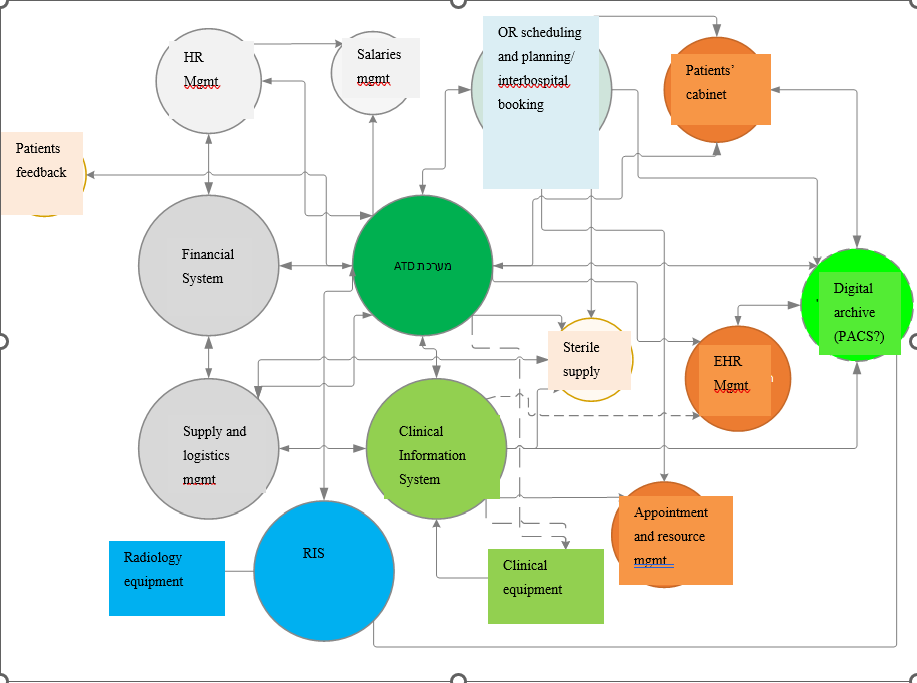 HR
Mgmt
Salaries
mgmt
OR scheduling
and planning/
interbospital
booking
Patients’
cabinet
Patients
feedback
Financial
System
ATD מערכת
Digital
archive
(PACS?)
Sterile
supply
EHR
Mgmt
Supply and
logistics
mgmt
Clinical
Information
System
Appointment
and resource
mgmt
RIS
Radiology
equipment
Clinical
equipment